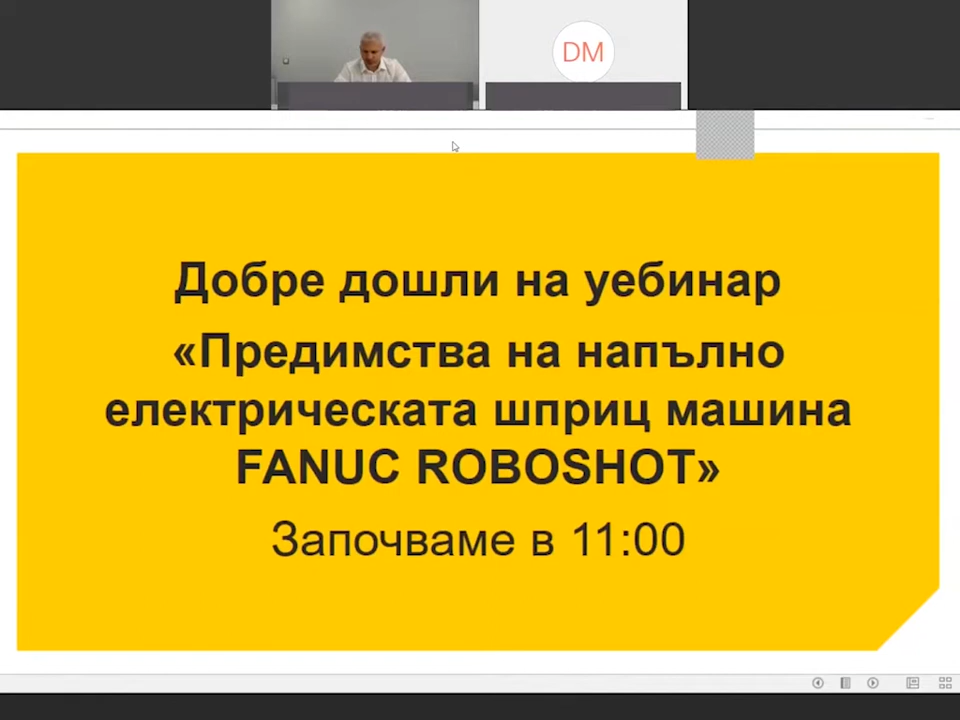 DM
Добре дошли на уебинар
«Предимства на напълно
електрическата шприц машина
FANUC ROBOSHOT»
Започваме в 11:00